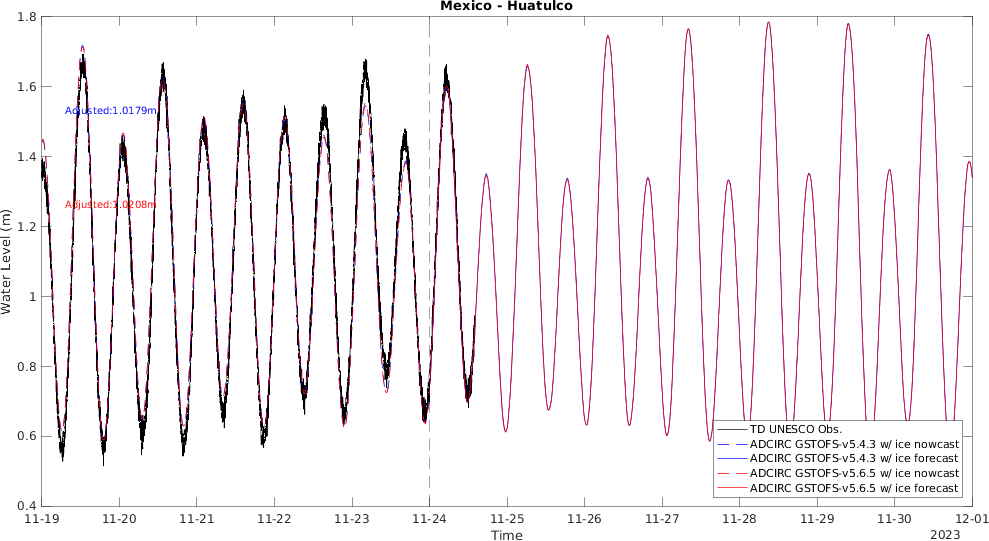 Mexico - Huatulco
1.8
1.6
1.4
1.2
1
0.8
0.6
0.4
Water Level (m)
Adjusted:1.0179m
Adjusted:1.0208m
TD UNESCO Obs.
ADCIRC GSTOFS-v5.4.3 w/ ice nowcast
ADCIRC GSTOFS-v5.4.3 w/ ice forecast
ADCIRC GSTOFS-v5.6.5 w/ ice nowcast
ADCIRC GSTOFS-v5.6.5 w/ ice forecast
11-19 11-20 11-21 11-22 11-23 11-24 11-25 11-26 11-27 11-28 11-29 11-30 12-01
Time
2023